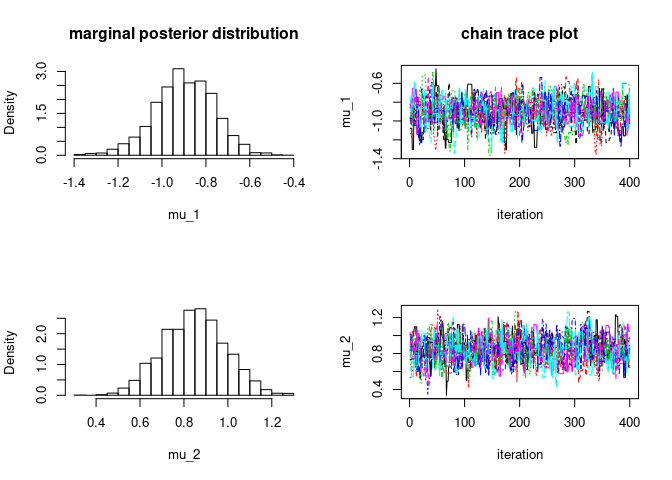 marginal posterior distribution
Density
0.0 1.5 3.0
-1.4 -1.2 -1.0 -0.8 -0.6 -0.4
mu_1
chain trace plot
mu_1
-1.4 -1.0 -0.6
0 100 200 300 400
iteration
Density
0.0 1.0 2.0
0.4 0.6 0.8 1.0 1.2
mu_2
mu_2
0.4 0.8 1.2
0 100 200 300 400
iteration